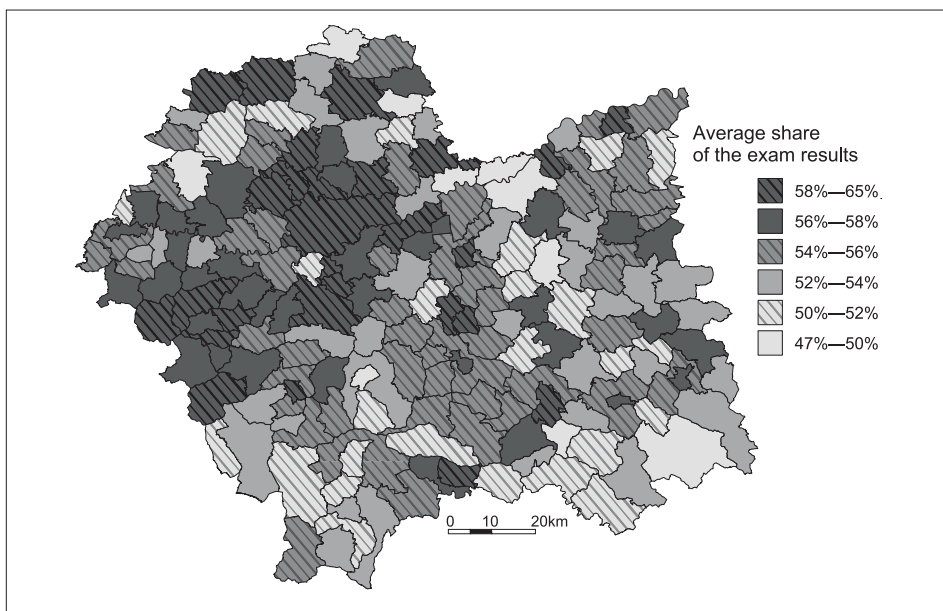 Average share
of the exam results
58%—65%.
56%—58%
54%—56%
52%—54%
50%—52%
47%—50%
0 10 20km